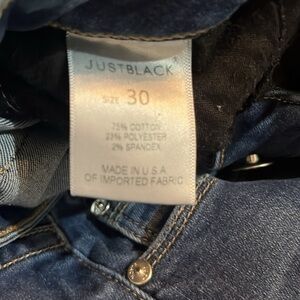 JUSTBLACK®
SIZE 30
75% COTTON
23% POLYESTER
2% SPANDEX
MADE IN U.S.A
OF IMPORTED FABRIC